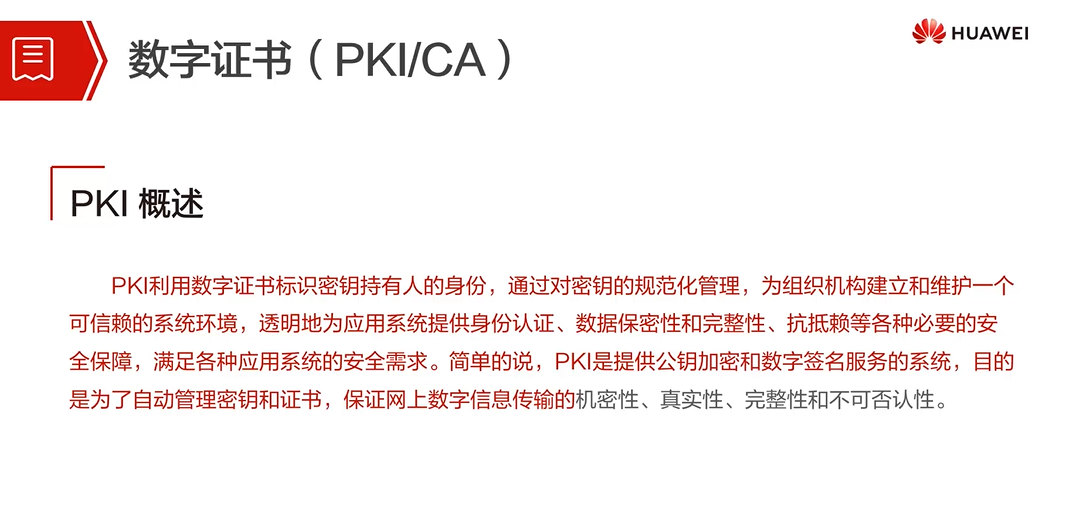 数字证书（PKI/CA）
HUAWEI
PKI 概述
PKI利用数字证书标识密钥持有人的身份，通过对密钥的规范化管理，为组织机构建立和维护一个
可信赖的系统环境，透明地为应用系统提供身份认证、数据保密性和完整性、抗抵赖等各种必要的安
全保障，满足各种应用系统的安全需求。简单的说，PKI是提供公钥加密和数字签名服务的系统，目的
是为了自动管理密钥和证书，保证网上数字信息传输的机密性、真实性、完整性和不可否认性。